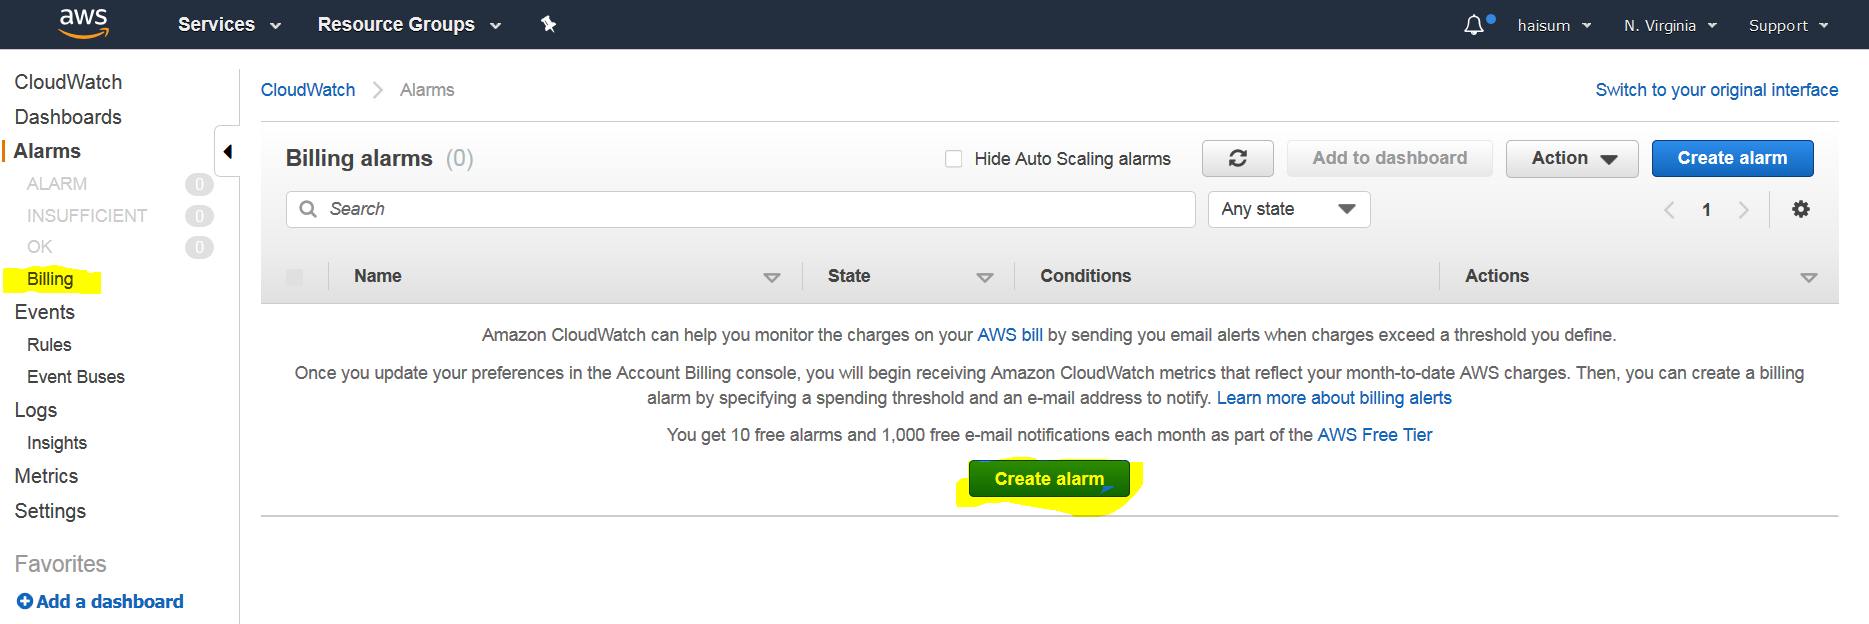 aws Services Resource Groups haisum N. Virginia Support
CloudWatch
Dashboards
Alarms
ALARM 0
INSUFFICIENT 0
OK 0
Billing
Events
Rules
Event Buses
Logs
Insights
Metrics
Settings
Favorites
Add a dashboard
CloudWatch Alarms
Switch to your original interface
Billing alarms (0)
Hide Auto Scaling alarms
Add to dashboard
Action
Create alarm
Search
Any state
1
Name State Conditions Actions
Amazon CloudWatch can help you monitor the charges on your AWS bill by sending you email alerts when charges exceed a threshold you define.
Once you update your preferences in the Account Billing console, you will begin receiving Amazon CloudWatch metrics that reflect your month-to-date AWS charges. Then, you can create a billing
alarm by specifying a spending threshold and an e-mail address to notify. Learn more about billing alerts
You get 10 free alarms and 1,000 free e-mail notifications each month as part of the AWS Free Tier
Create alarm